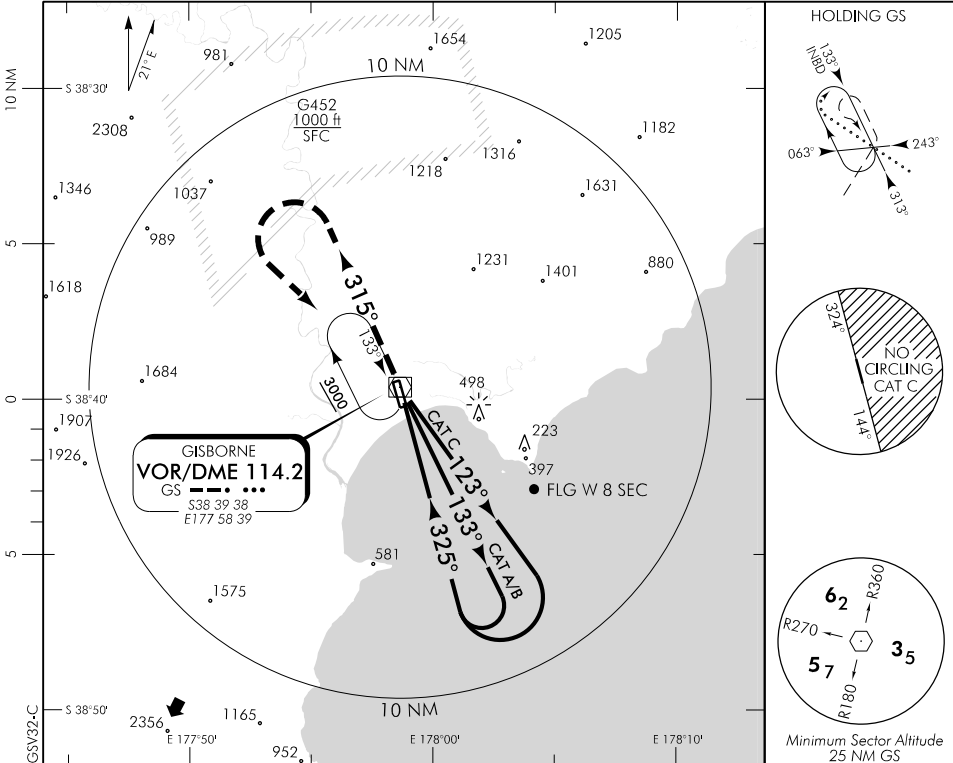 HOLDING GS
21° E
981
1654
1205
10 NM
10 NM
S 38°30'
G452
1000 ft
SFC
133°
INBD
2308
1182
1316
1218
063°
243°
1037
1346
1631
313°
989
5
1231
880
1401
1618
315°
324°
133°
NO
CIRCLING
CAT C
1684
498
3000
0
S 38°40'
144°
1907
CAT C
223
1926
GISBORNE
VOR/DME 114.2
GS
S38 39 38
E177 58 39
123°
397
FLG W 8 SEC
133°
325°
CAT A/B
5
581
1575
62
R360
R270
35
57
R180
S 38°50'
10 NM
2356
1165
E 177°50'
E 178°00'
E 178°10'
952
GSV32-C
Minimum Sector Altitude
25 NM GS